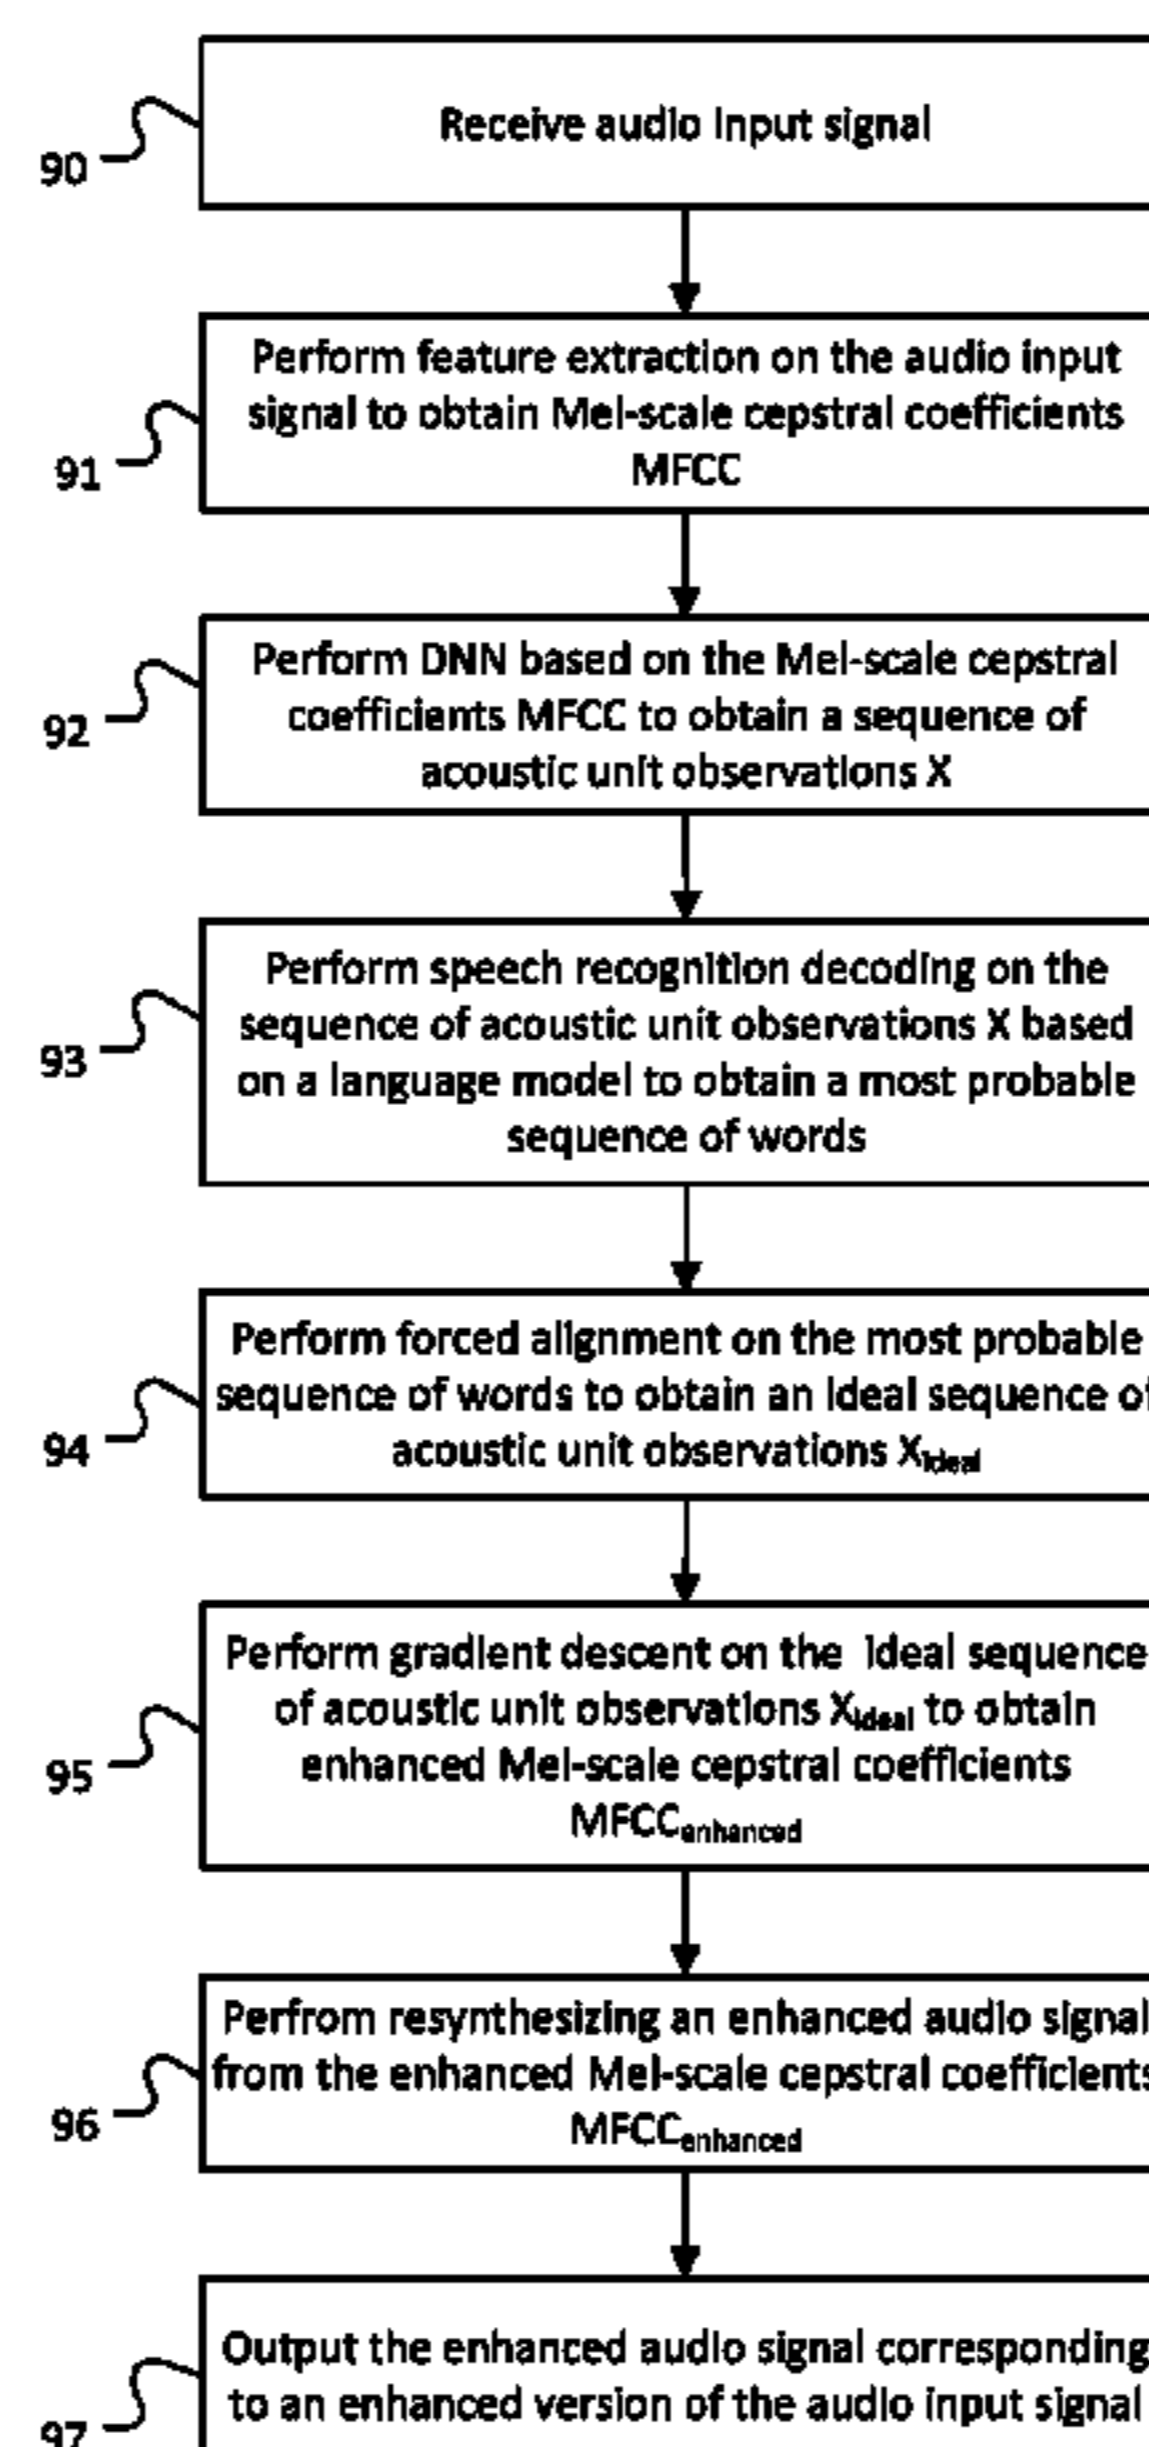 Receive audio input signal
90
Perform feature extraction on the audio input
signal to obtain Mel-scale cepstral coefficients
MFCC
91
Perform DNN based on the Mel-scale cepstral
coefficients MFCC to obtain a sequence of
acoustic unit observations X
92
Perform speech recognition decoding on the
sequence of acoustic unit observations X based
on a language model to obtain a most probable
sequence of words
93
Perform forced alignment on the most probable
sequence of words to obtain an ideal sequence of
acoustic unit observations Xideal
94
Perform gradient descent on the ideal sequence
of acoustic unit observations Xideal to obtain
enhanced Mel-scale cepstral coefficients
MFCCenhanced
95
Perfrom resynthesizing an enhanced audio signal
from the enhanced Mel-scale cepstral coefficients
MFCCenhanced
96
Output the enhanced audio signal corresponding
to an enhanced version of the audio input signal
97